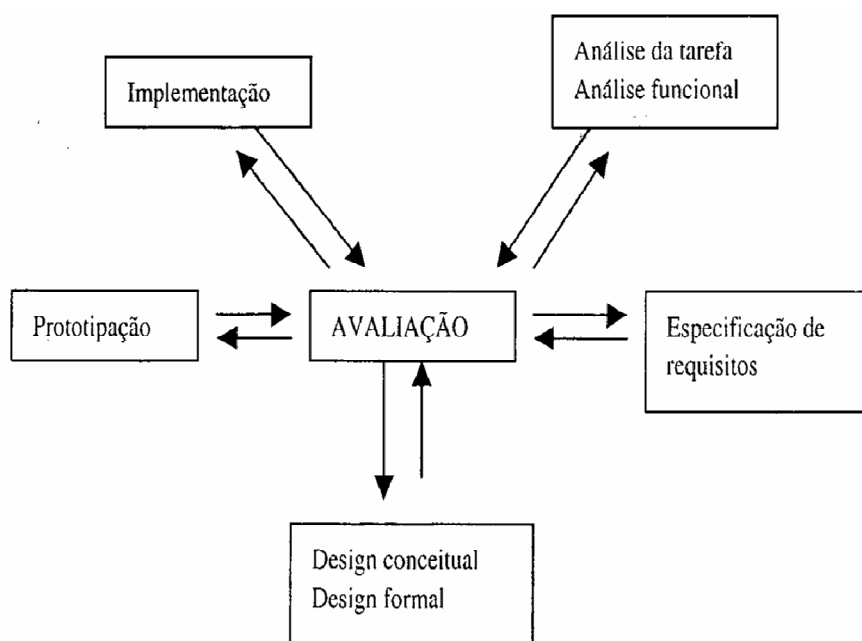 Implementação
Análise da tarefa
Análise funcional
Prototipação
AVALIAÇÃO
Especificação de
requisitos
Design conceitual
Design formal